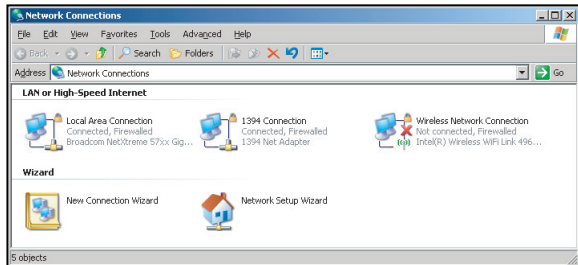 Network Connections
File Edit View Favorites Tools Advanced Help
Back Search Folders
Address Network Connections Go
LAN or High-Speed Internet
Local Area Connection
Connected, Firewalled
Broadcom NetXtreme 57xx Gig...
1394 Connection
Connected, Firewalled
1394 Net Adapter
Wireless Network Connection
Not connected, Firewalled
Intel(R) Wireless WiFi Link 496...
Wizard
New Connection Wizard
Network Setup Wizard
5 objects